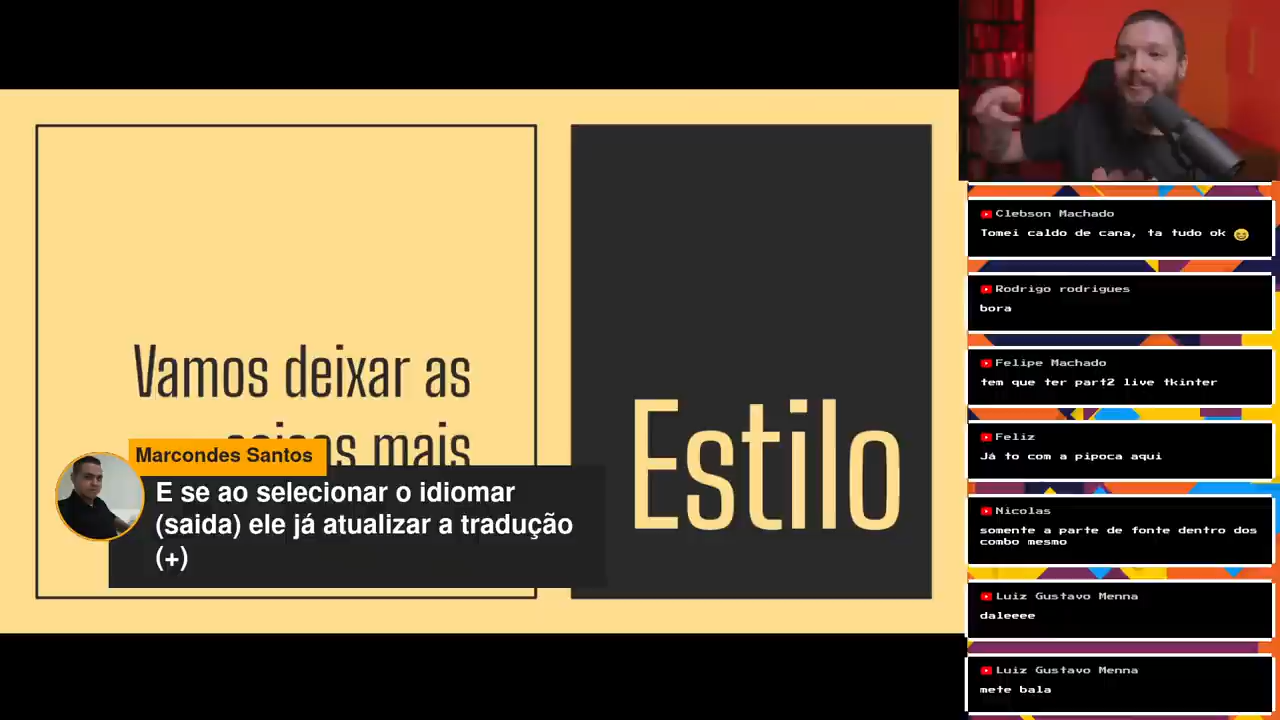 Vamos deixar as
mais
Estilo
Marcondes Santos
E se ao selecionar o idiomar
(saida) ele já atualizar a tradução
(+)
Clebson Machado
Tomei caldo de cana, ta tudo ok 😄
Rodrigo rodrigues
bora
Felipe Machado
tem que ter part2 live tkinter
Feliz
Já to com a pipoca aqui
Nicolas
somente a parte de fonte dentro dos
combo mesmo
Luiz Gustavo Menna
daleeee
Luiz Gustavo Menna
mete bala